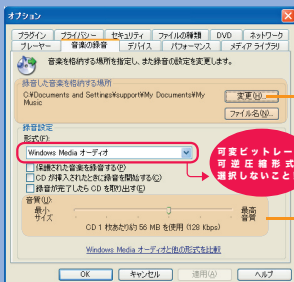 オプション
プラグイン プライバシー セキュリティ ファイルの種類 DVD ネットワーク
プレーヤー 音楽の録音 デバイス パフォーマンス メディア ライブラリ
音楽を格納する場所を指定し、また録音の設定を変更します。
録音した音楽を格納する場所
C:¥Documents and Settings¥support¥My Documents¥My
Music
変更(H)...
ファイル名(N)...
録音設定
形式(F):
Windows Media オーディオ
保護された音楽を録音する(P)
CD が挿入されたときに録音を開始する(C)
録音が完了したら CD を取り出す(E)
可変ビットレー
可逆圧縮形式
選択しないこと
音質(U):
最小
サイズ
最高
音質
CD 1 枚あたり約 56 MB を使用 (128 Kbps)
Windows Media オーディオと他の形式を比較
OK キャンセル 適用(A) ヘルプ